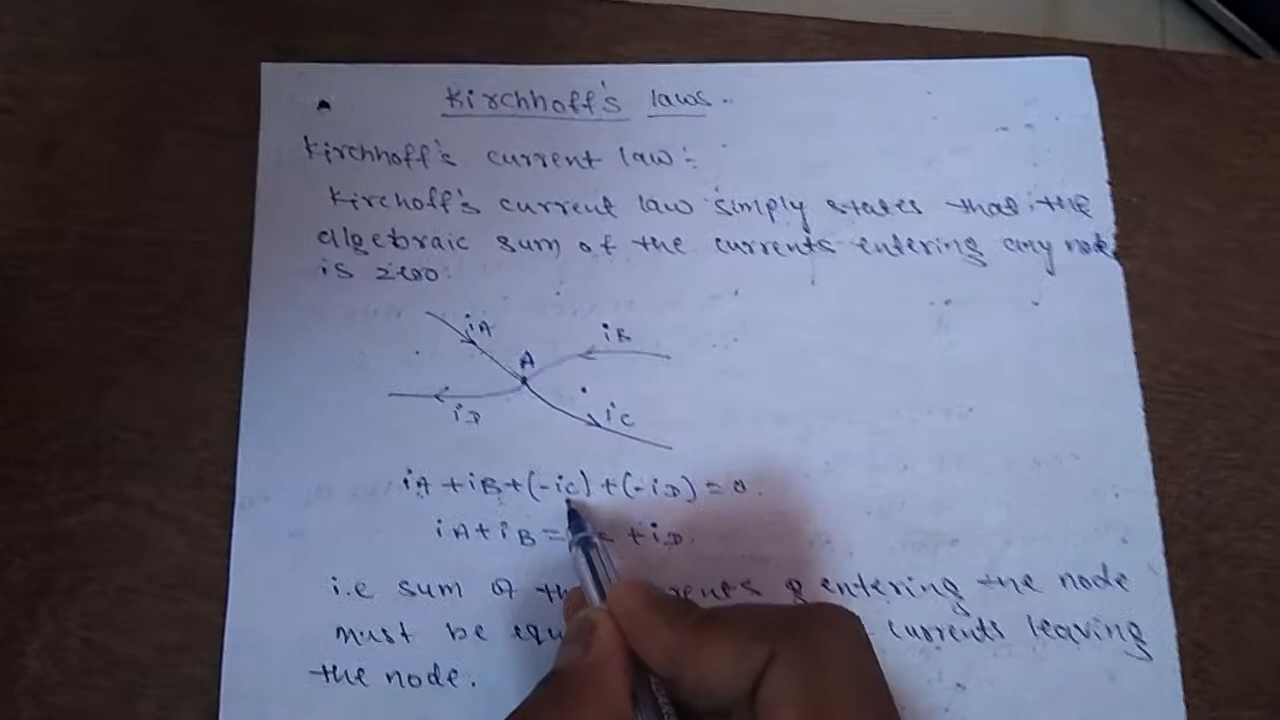 Kirchhoff's laws.
Kirchhoff's current law:
Kirchoff's current law simply states that the
algebraic sum of the currents entering any node
is zero.
iA
iB
A
iD
iC
iA + iB + (-iC) + (-iD) = 0.
iA + iB = + iD.
i.e sum of entering the node
must be currents leaving
the node.